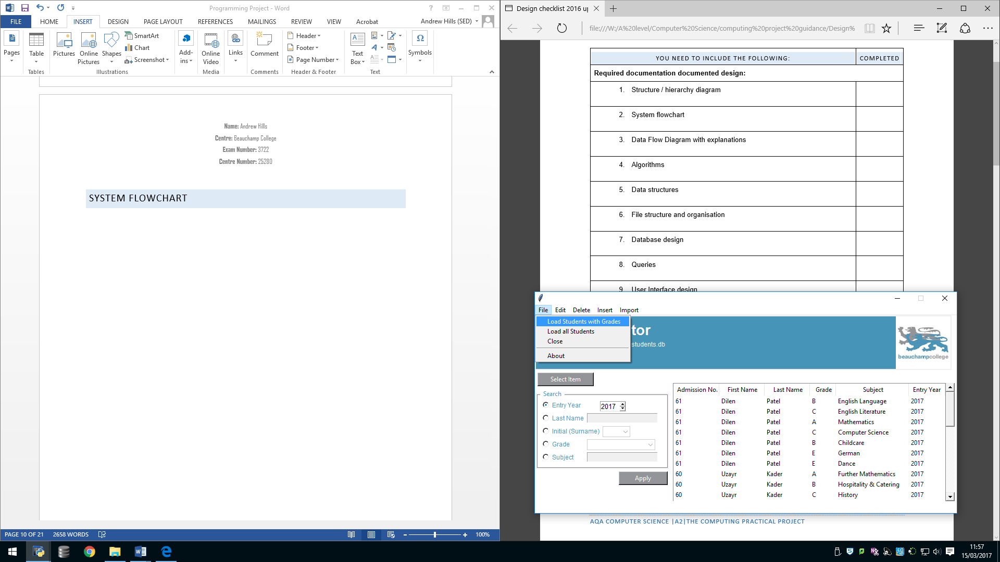 Programming Project - Word
FILE
HOME
INSERT
DESIGN
PAGE LAYOUT
REFERENCES
MAILINGS
REVIEW
VIEW
Acrobat
Andrew Hills (SED)
Pages
Table
Pictures
Online Pictures
Shapes
SmartArt
Chart
Screenshot
Add-ins
Online Video
Links
Comment
Header
Footer
Page Number
Text Box
Symbols
Tables
Illustrations
Media
Comments
Header & Footer
Text
Name: Andrew Hills
Centre: Beauchamp College
Exam Number: 3722
Centre Number: 25280
SYSTEM FLOWCHART
PAGE 10 OF 21
2658 WORDS
100%
Design checklist 2016 up
file:///W:/A%20level/Computer%20Science/computing%20project%20guidance/Design%
YOU NEED TO INCLUDE THE FOLLOWING:
COMPLETED
Required documentation documented design:
1. Structure / hierarchy diagram
2. System flowchart
3. Data Flow Diagram with explanations
4. Algorithms
5. Data structures
6. File structure and organisation
7. Database design
8. Queries
9. User Interface design
File Edit Delete Insert Import
Load Students with Grades
Load all Students
Close
About
tor
students.db
beauchampcollege
Select Item
Search
Entry Year 2017
Last Name
Initial (Surname)
Grade
Subject
Apply
Admission No. First Name Last Name Grade Subject Entry Year
61 Dilen Patel B English Language 2017
61 Dilen Patel C English Literature 2017
61 Dilen Patel A Mathematics 2017
61 Dilen Patel C Computer Science 2017
61 Dilen Patel B Childcare 2017
61 Dilen Patel E German 2017
61 Dilen Patel E Dance 2017
60 Uzayr Kader A Further Mathematics 2017
60 Uzayr Kader B Hospitality & Catering 2017
60 Uzayr Kader C History 2017
AQA COMPUTER SCIENCE |A2|THE COMPUTING PRACTICAL PROJECT
11:57
15/03/2017